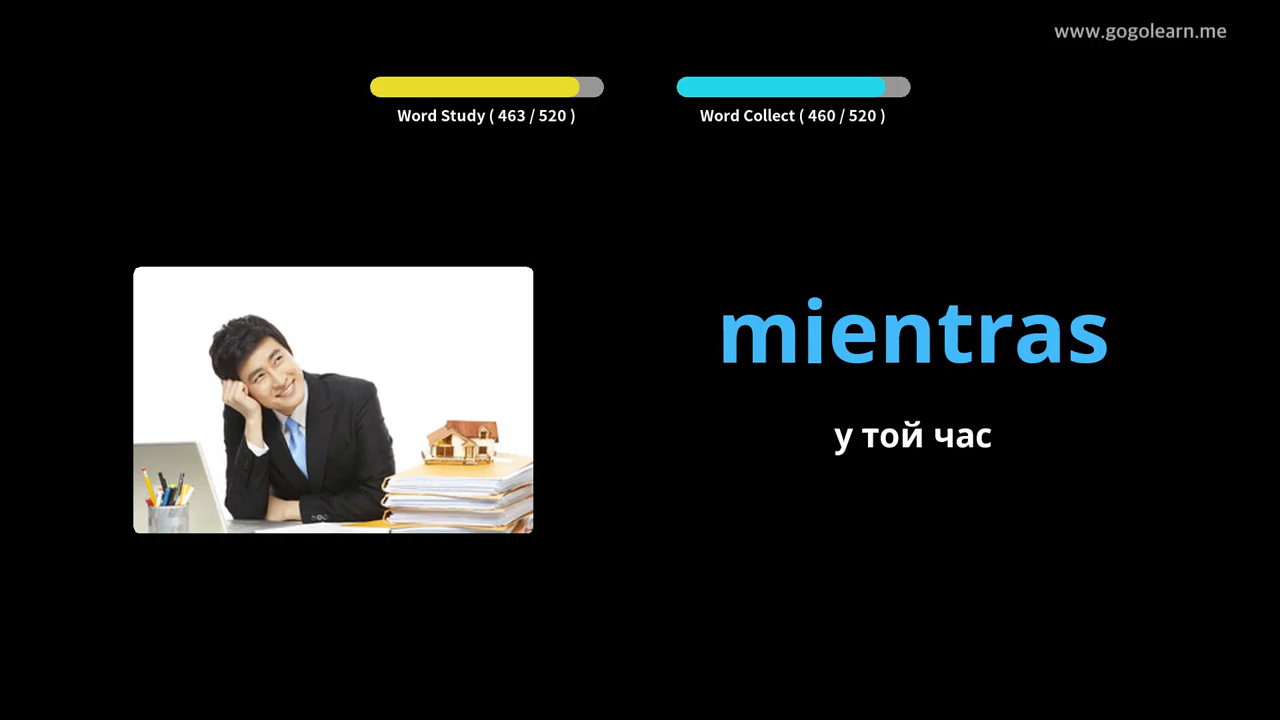 www.gogolearn.me
Word Study ( 463 / 520 )
Word Collect ( 460 / 520 )
mientras
у той час